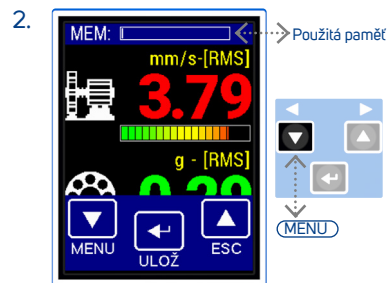 2.
MEM:
Použitá paměť
mm/s-[RMS]
3.79
g - [RMS]
MENU
ULOŽ
ESC
MENU